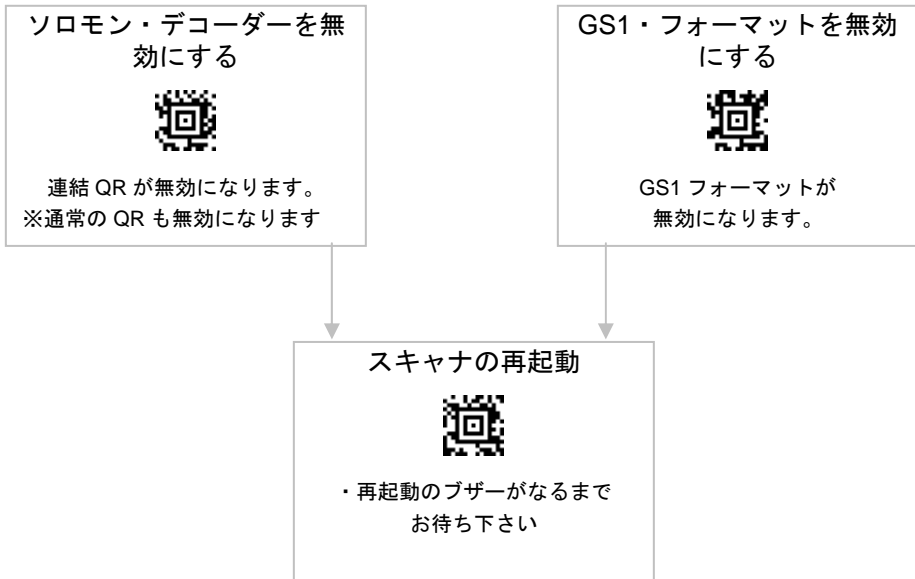 ソロモン・デコーダーを無
効にする
連結 QR が無効になります。
※通常の QR も無効になります
GS1・フォーマットを無効
にする
GS1 フォーマットが
無効になります。
スキャナの再起動
・再起動のブザーがなるまで
お待ち下さい